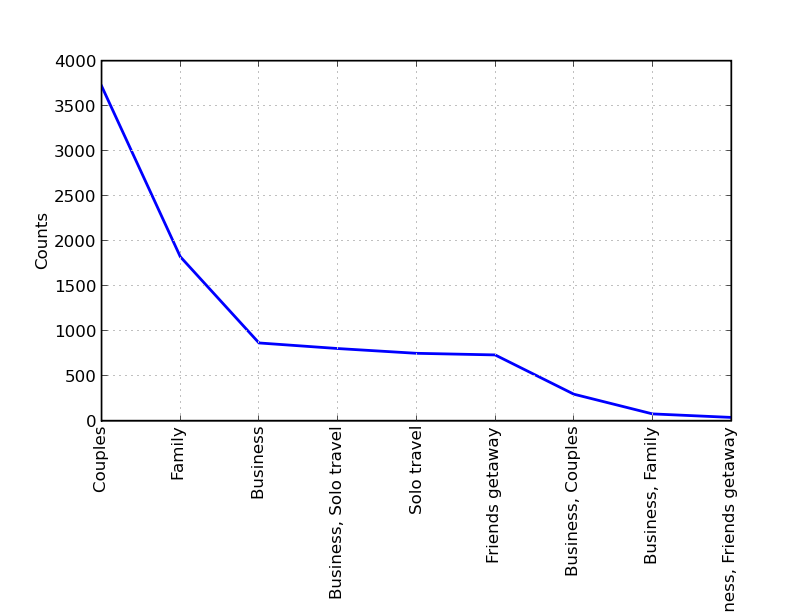 4000
3500
3000
2500
2000
1500
1000
500
0
Counts
Couples
Family
Business
Business, Solo travel
Solo travel
Friends getaway
Business, Couples
Business, Family
ness, Friends getaway